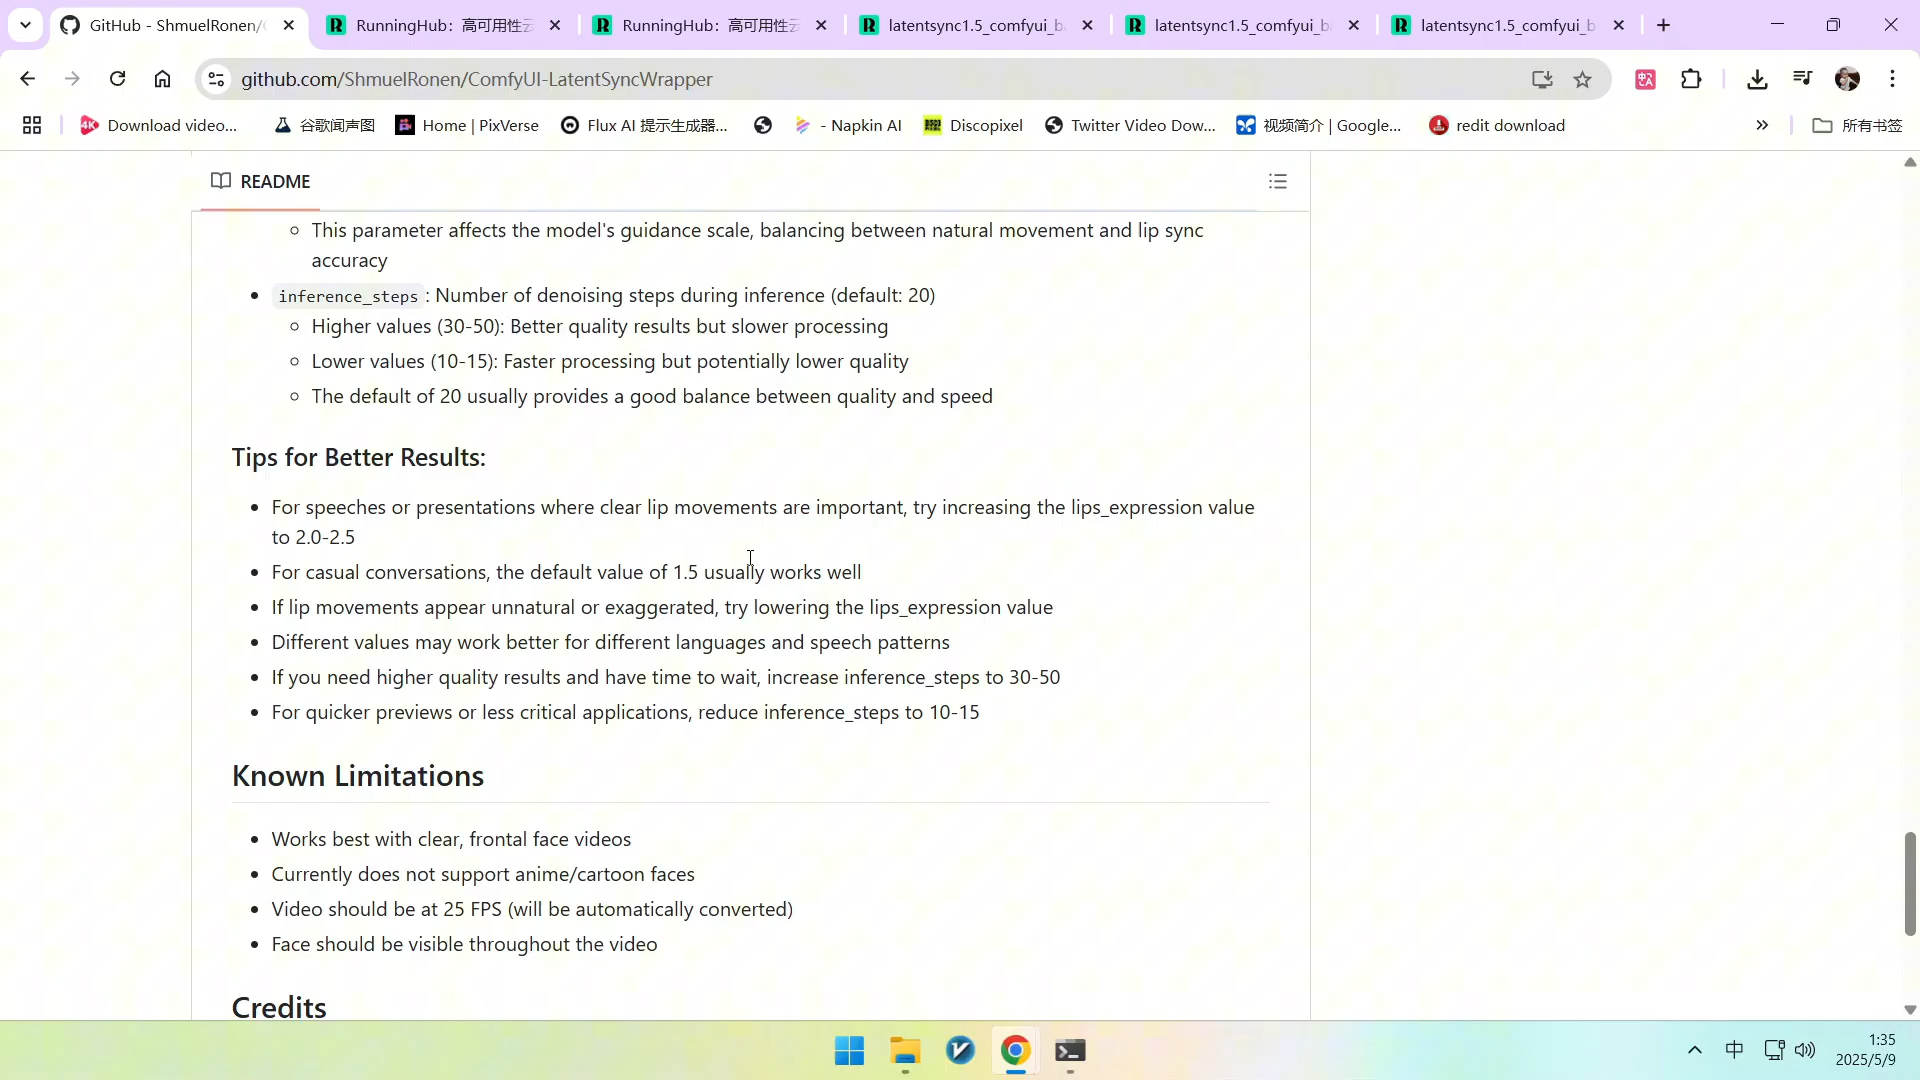 GitHub - ShmuelRonen/C
RunningHub：高可用性云
RunningHub：高可用性云
latentsync1.5_comfyui_b
latentsync1.5_comfyui_b
latentsync1.5_comfyui_b
github.com/ShmuelRonen/ComfyUI-LatentSyncWrapper
Download video...
谷歌闻声图
Home | PixVerse
Flux AI 提示生成器...
- Napkin AI
Discopixel
Twitter Video Dow...
视频简介 | Google...
redit download
所有书签
README
This parameter affects the model's guidance scale, balancing between natural movement and lip sync
accuracy
inference_steps : Number of denoising steps during inference (default: 20)
Higher values (30-50): Better quality results but slower processing
Lower values (10-15): Faster processing but potentially lower quality
The default of 20 usually provides a good balance between quality and speed
Tips for Better Results:
For speeches or presentations where clear lip movements are important, try increasing the lips_expression value
to 2.0-2.5
For casual conversations, the default value of 1.5 usually works well
If lip movements appear unnatural or exaggerated, try lowering the lips_expression value
Different values may work better for different languages and speech patterns
If you need higher quality results and have time to wait, increase inference_steps to 30-50
For quicker previews or less critical applications, reduce inference_steps to 10-15
Known Limitations
Works best with clear, frontal face videos
Currently does not support anime/cartoon faces
Video should be at 25 FPS (will be automatically converted)
Face should be visible throughout the video
Credits
中
1:35
2025/5/9